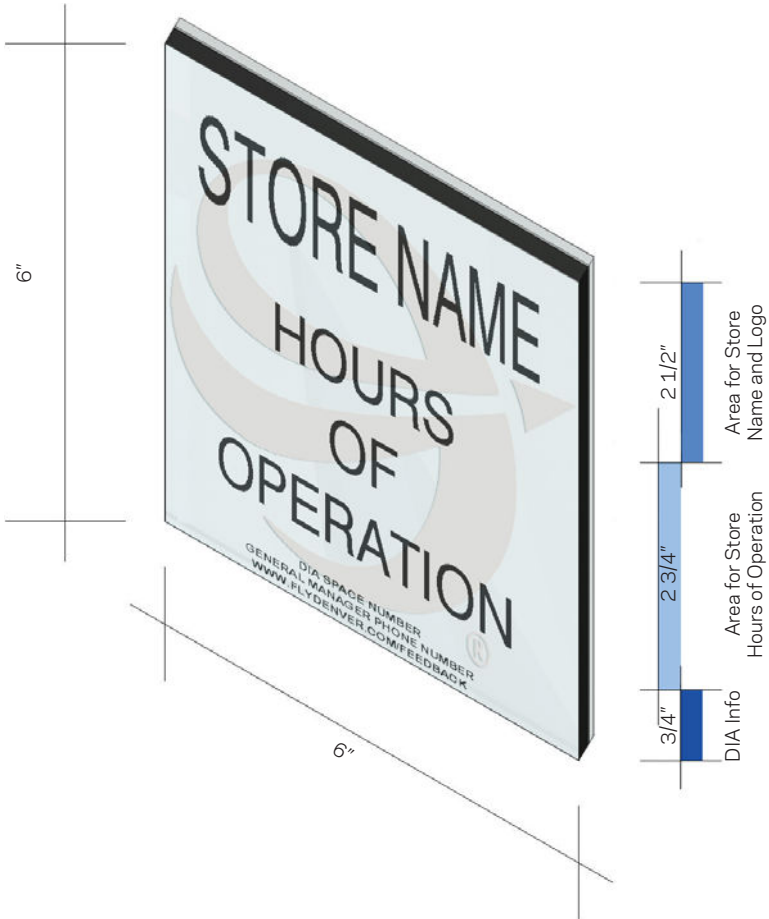 6"
STORE NAME
HOURS
OF
OPERATION
DIA SPACE NUMBER
GENERAL MANAGER PHONE NUMBER
WWW.FLYDENVER.COM/FEEDBACK
®
6"
2 1/2"
Area for Store
Name and Logo
2 3/4"
Area for Store
Hours of Operation
3/4"
DIA Info